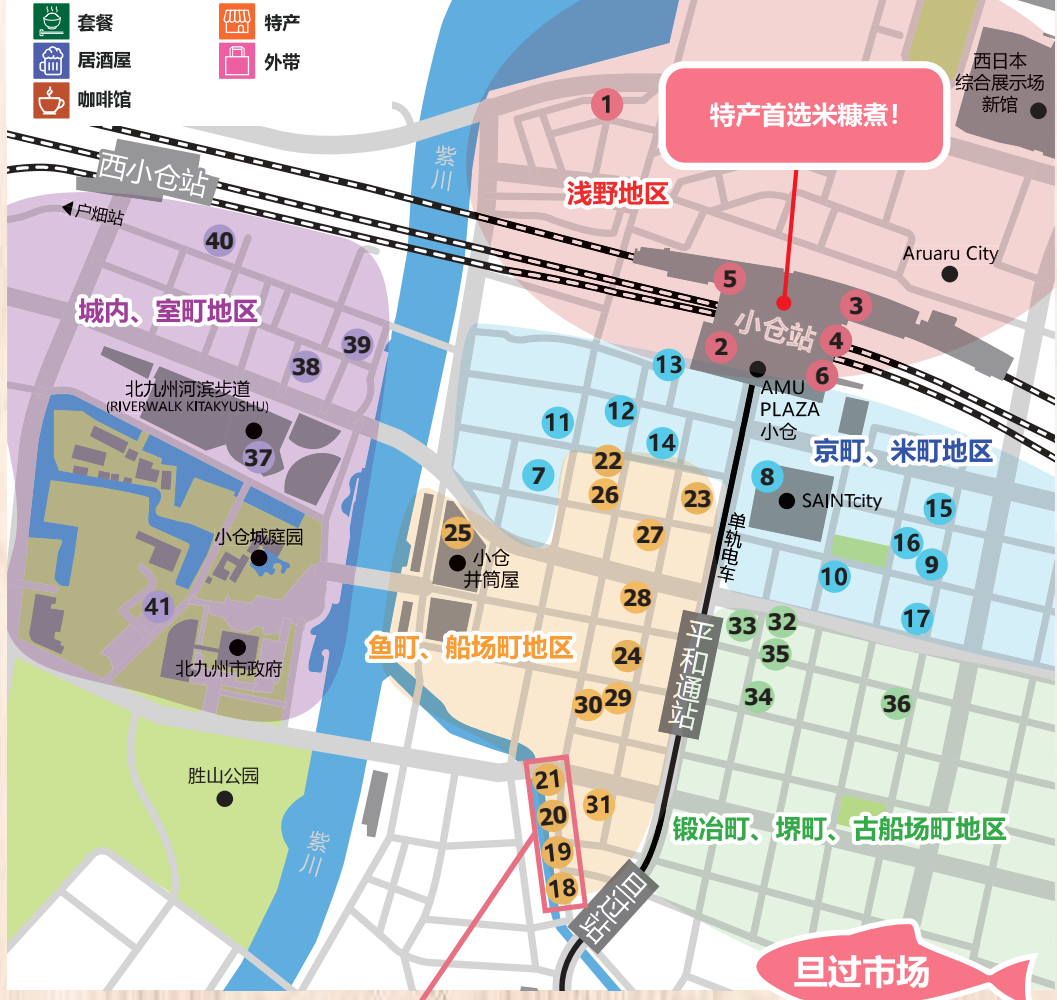 套餐
特产
居酒屋
外带
咖啡馆
西日本
综合展示场
新馆
1
特产首选米糠煮!
紫川
西小仓站
浅野地区
户畑站
40
Aruaru City
5
3
城内、室町地区
小仓站
2
4
39
38
13
6
AMU
PLAZA
小仓
北九州河滨步道
(RIVERWALK KITAKYUSHU)
37
11
12
14
京町、米町地区
22
7
26
23
8
SAINTcity
15
单轨电车
25
27
16
9
小仓城庭园
小仓
井筒屋
10
28
41
17
33
32
鱼町、船场町地区
平和通站
24
35
北九州市政府
30
29
34
36
胜山公园
21
31
20
锻冶町、堺町、古船场町地区
紫川
19
18
旦过站
旦过市场